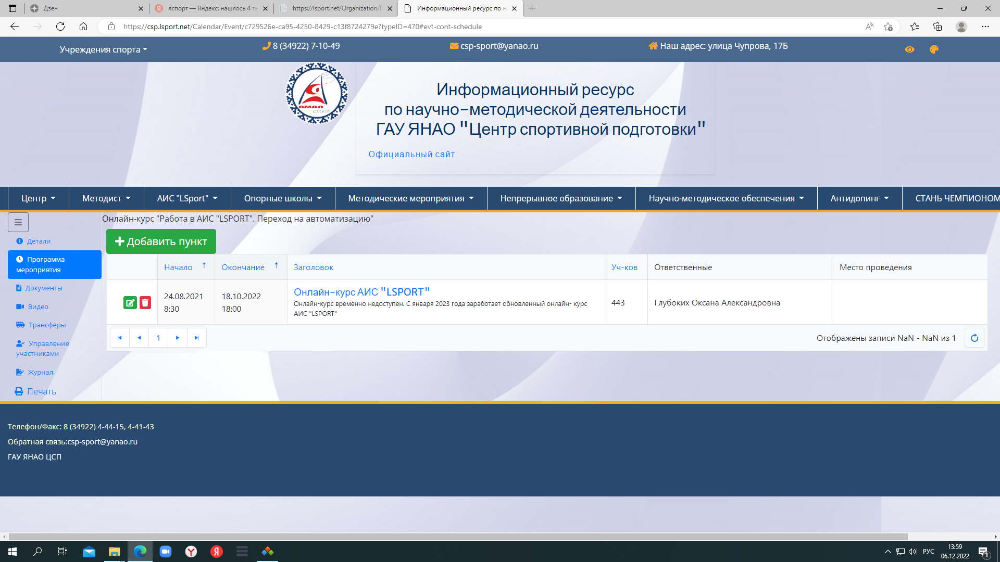 Дзен
лспорт — Яндекс: нашлось 4 ть
https://lsport.net/Organization/D
Информационный ресурс по н
https://csp.lsport.net/Calendar/Event/c729526e-ca95-4250-8429-c13f8724279e?typeID=470#evt-cont-schedule
Учреждения спорта
8 (34922) 7-10-49
csp-sport@yanao.ru
Наш адрес: улица Чупрова, 17Б
ЯМАЛ
СПОРТ
Информационный ресурс
по научно-методической деятельности
ГАУ ЯНАО "Центр спортивной подготовки"
Официальный сайт
Центр
Методист
АИС "LSport"
Опорные школы
Методические мероприятия
Непрерывное образование
Научно-методическое обеспечения
Антидопинг
СТАНЬ ЧЕМПИОНОМ
Онлайн-курс "Работа в АИС "LSPORT". Переход на автоматизацию"
Детали
Программа
мероприятия
Документы
Видео
Трансферы
Управление
участниками
Журнал
Печать
Добавить пункт
Начало
Окончание
Заголовок
Уч-ков
Ответственные
Место проведения
24.08.2021
8:30
18.10.2022
18:00
Онлайн-курс АИС "LSPORT"
Онлайн-курс временно недоступен. С января 2023 года заработает обновленный онлайн- курс
АИС "LSPORT"
443
Глубоких Оксана Александровна
1
Отображены записи NaN - NaN из 1
Телефон/Факс: 8 (34922) 4-44-15, 4-41-43
Обратная связь:csp-sport@yanao.ru
ГАУ ЯНАО ЦСП
РУС
13:59
06.12.2022
1